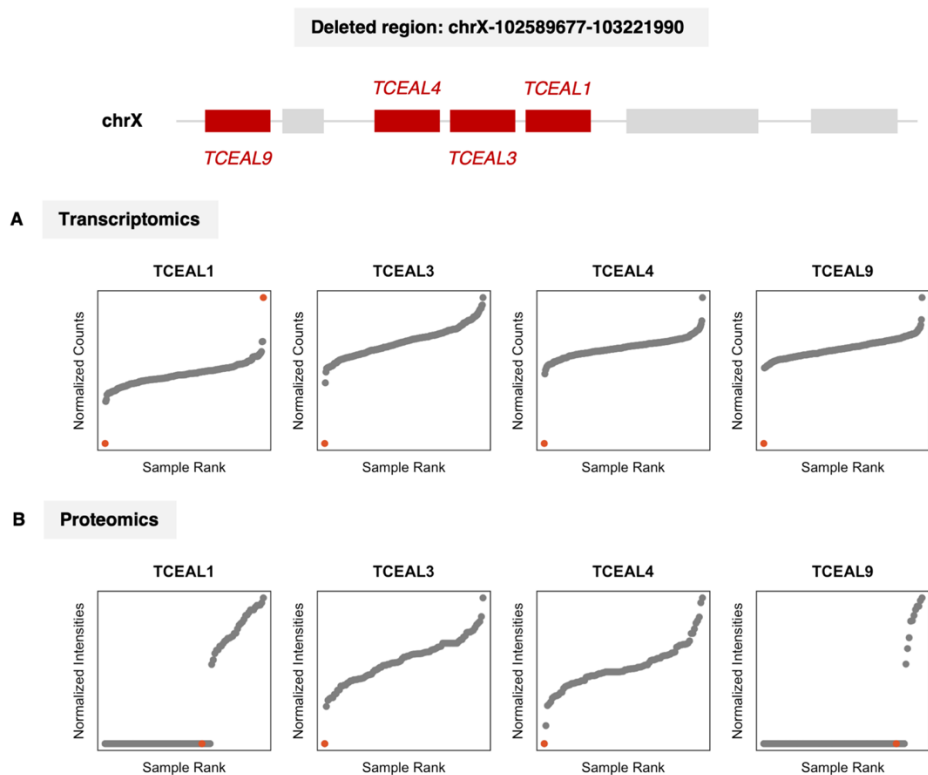 Deleted region: chrX-102589677-103221990
TCEAL4 TCEAL1
chrX
TCEAL9 TCEAL3
A Transcriptomics
TCEAL1 TCEAL3 TCEAL4 TCEAL9
Normalized Counts Normalized Counts Normalized Counts Normalized Counts
Sample Rank Sample Rank Sample Rank Sample Rank
B Proteomics
TCEAL1 TCEAL3 TCEAL4 TCEAL9
Normalized Intensities Normalized Intensities Normalized Intensities Normalized Intensities
Sample Rank Sample Rank Sample Rank Sample Rank